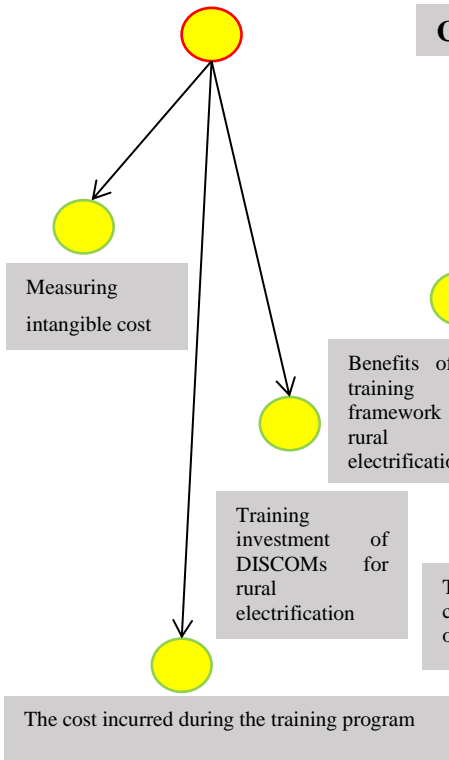 Measuring
intangible cost
Benefits of
training
framework
rural
Training
investment of
DISCOMs for
rural
electrification
The cost incurred during the training program